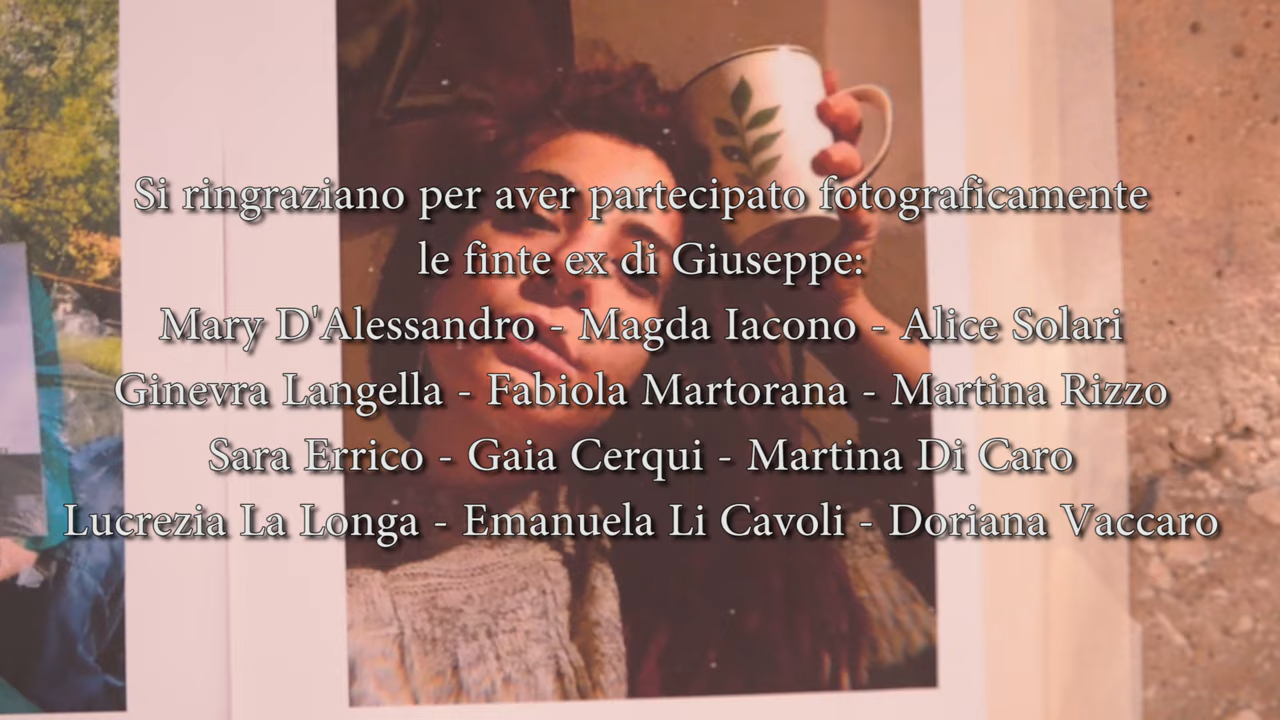 Si ringraziano per aver partecipato fotograficamente
le finte ex di Giuseppe:
Mary D'Alessandro - Magda Iacono - Alice Solari
Ginevra Langella - Fabiola Martorana - Martina Rizzo
Sara Errico - Gaia Cerqui - Martina Di Caro
Lucrezia La Longa - Emanuela Li Cavoli - Doriana Vaccaro